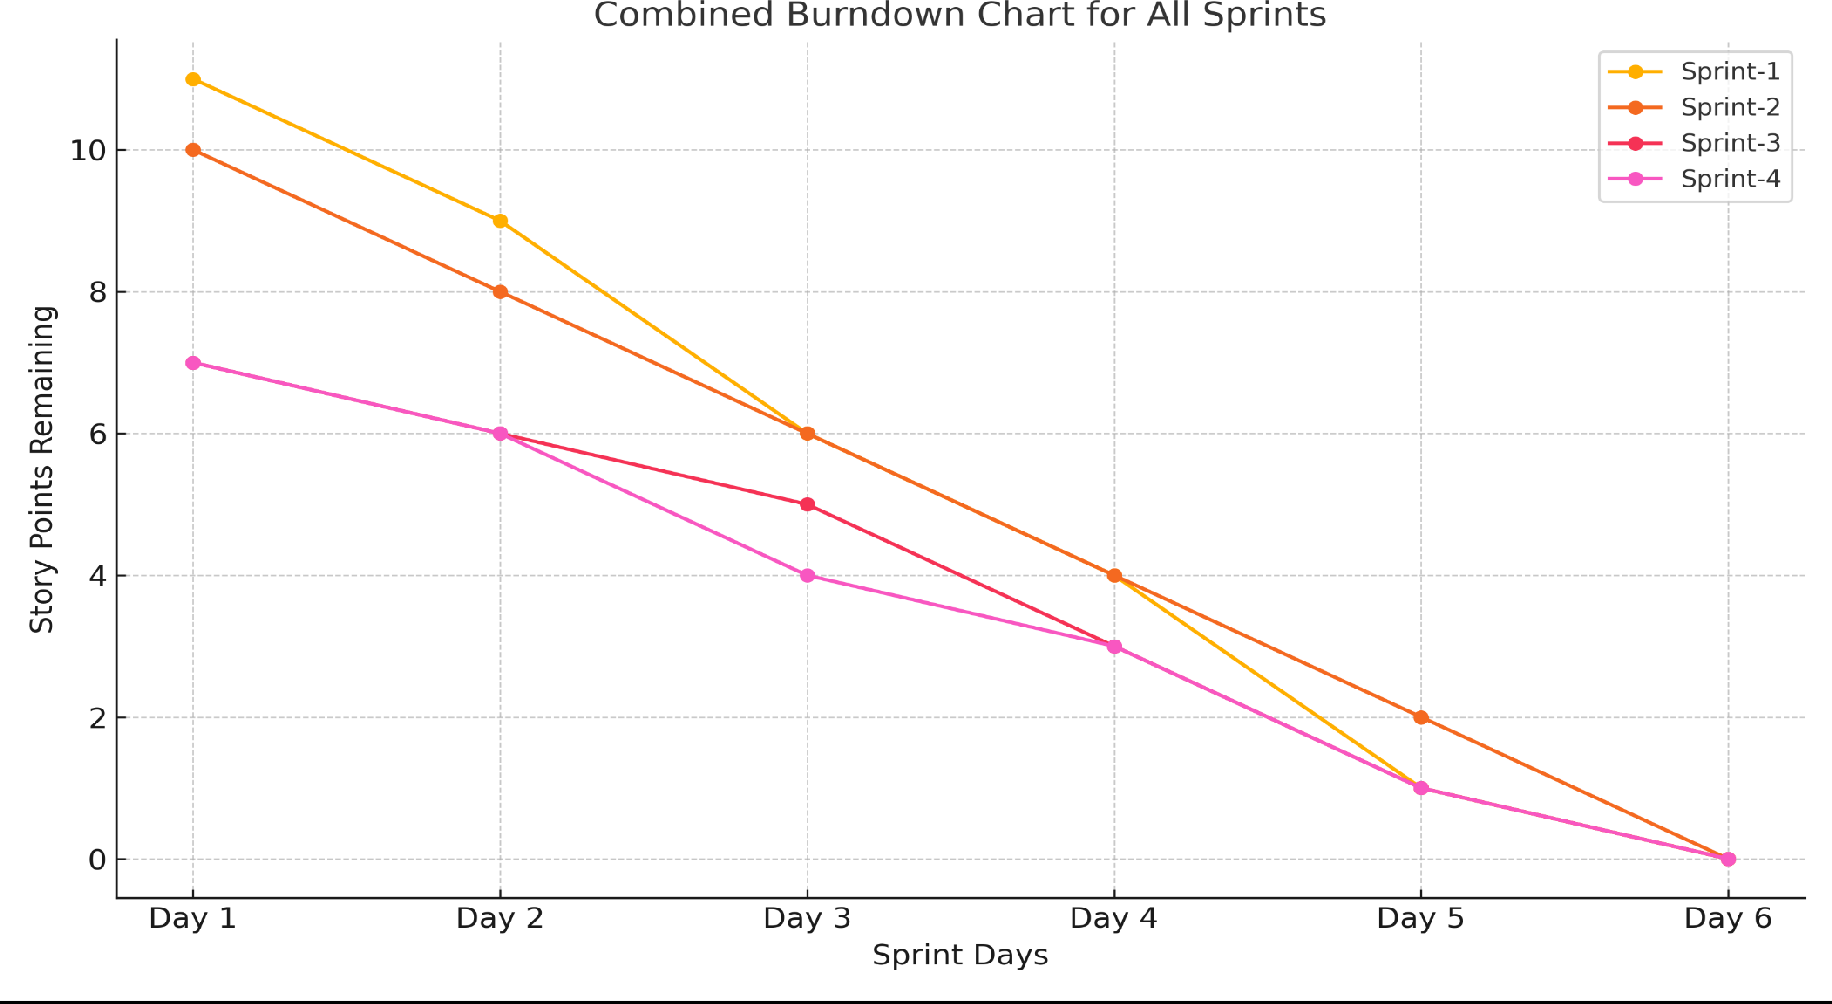 Combined Burndown Chart for All Sprints
Sprint-1
Sprint-2
Sprint-3
Sprint-4
Story Points Remaining
10
8
6
4
2
0
Day 1 Day 2 Day 3 Day 4 Day 5 Day 6
Sprint Days